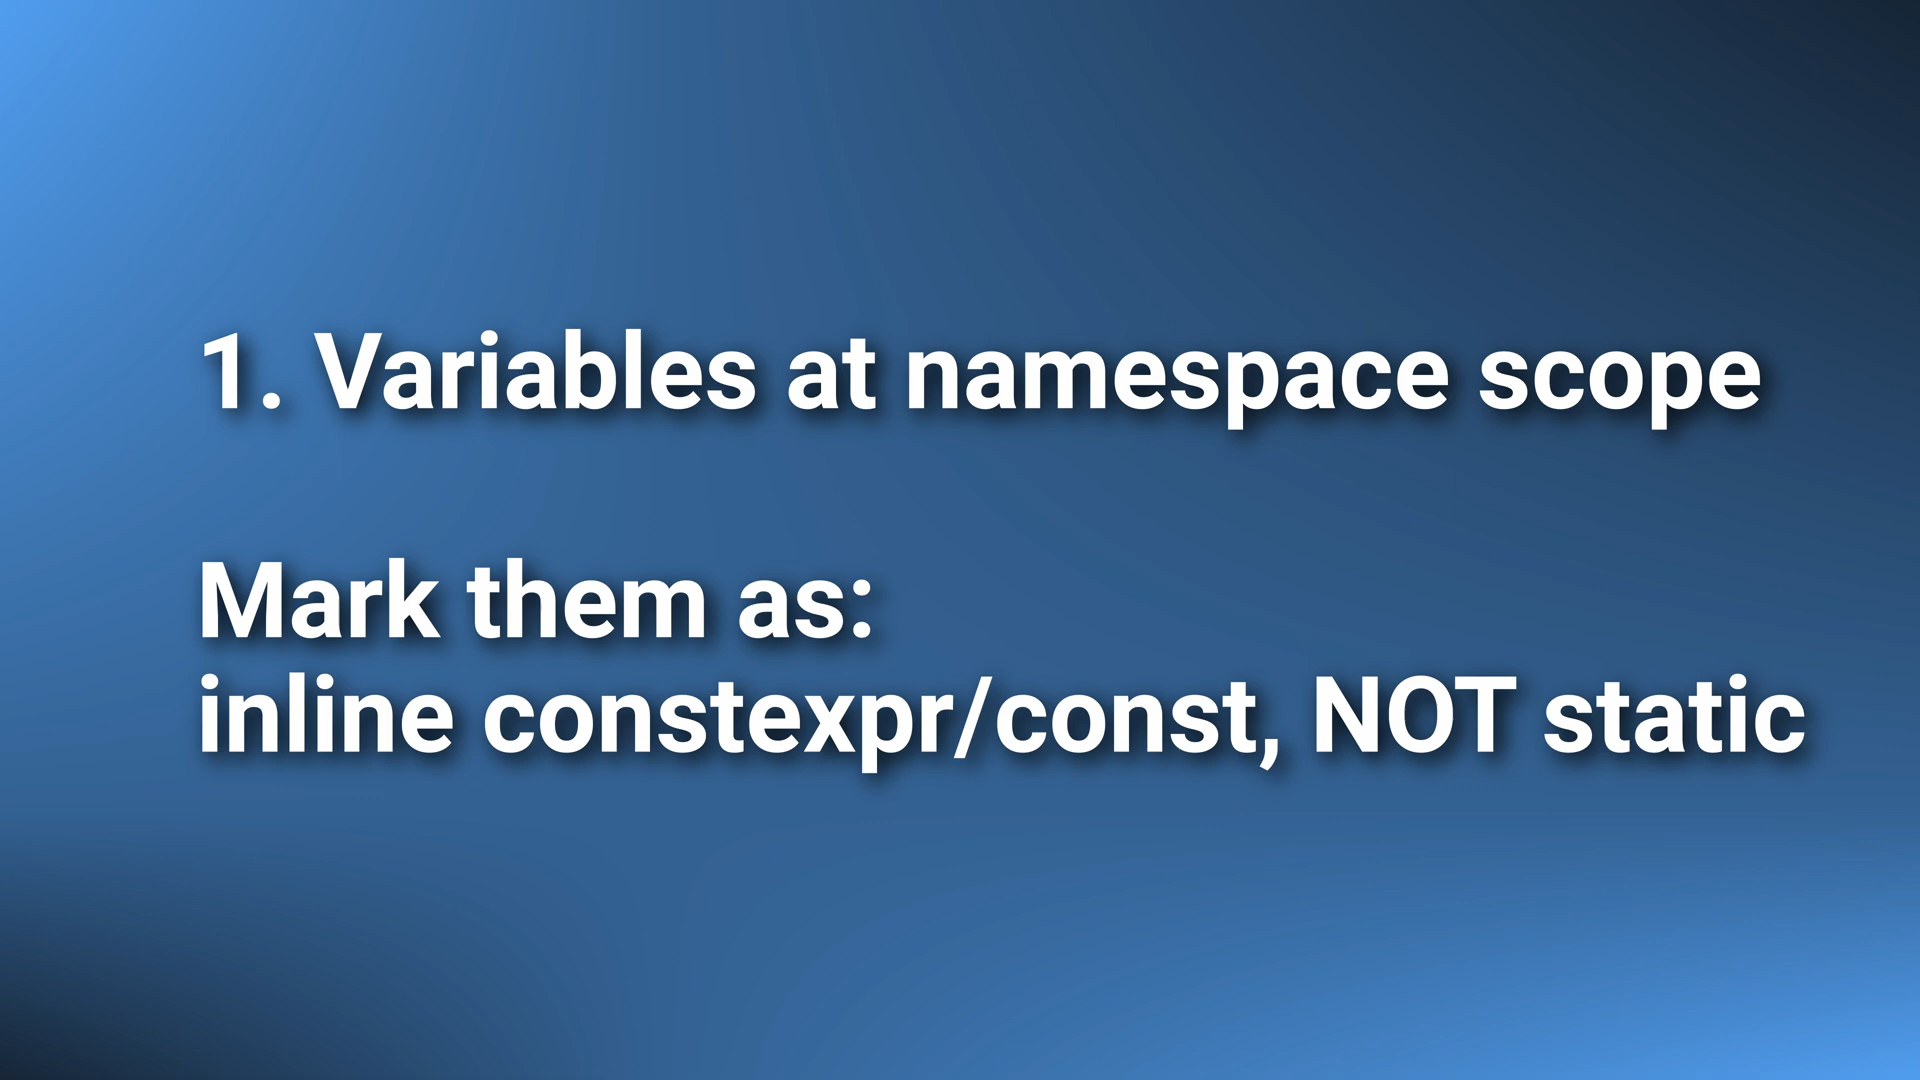 1. Variables at namespace scope
Mark them as:
inline constexpr/const, NOT static